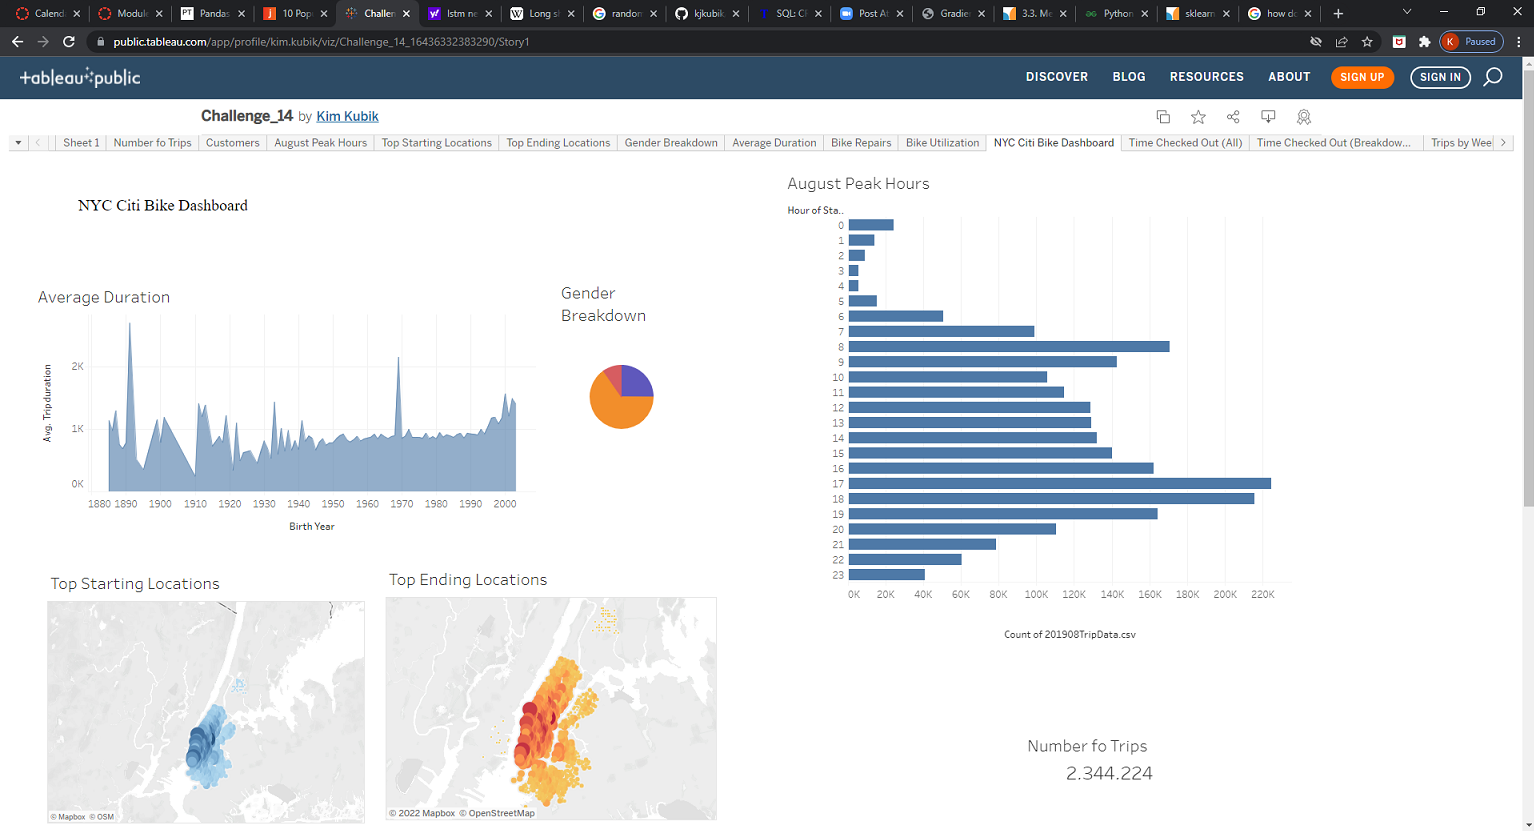 Calend
Module
PT Pandas
J 10 Pop
Challen
y! lstm ne
W Long s
random
kjkubik
T SQL: C
Post At
Gradie
3.3. Me
Python
sklearn
how do
public.tableau.com/app/profile/kim.kubik/viz/Challenge_14_16436332383290/Story1
K Paused
+ableau public
DISCOVER BLOG RESOURCES ABOUT SIGN UP SIGN IN
Challenge_14 by Kim Kubik
Sheet 1 Number fo Trips Customers August Peak Hours Top Starting Locations Top Ending Locations Gender Breakdown Average Duration Bike Repairs Bike Utilization NYC Citi Bike Dashboard Time Checked Out (All) Time Checked Out (Breakdow... Trips by Wee
NYC Citi Bike Dashboard
Average Duration
Avg. Tripduration
2K
1K
0K
1880 1890 1900 1910 1920 1930 1940 1950 1960 1970 1980 1990 2000
Birth Year
Gender
Breakdown
August Peak Hours
Hour of Sta..
0
1
2
3
4
5
6
7
8
9
10
11
12
13
14
15
16
17
18
19
20
21
22
23
0K 20K 40K 60K 80K 100K 120K 140K 160K 180K 200K 220K
Count of 201908TripData.csv
Top Starting Locations
© Mapbox © OSM
Top Ending Locations
© 2022 Mapbox © OpenStreetMap
Number fo Trips
2.344.224